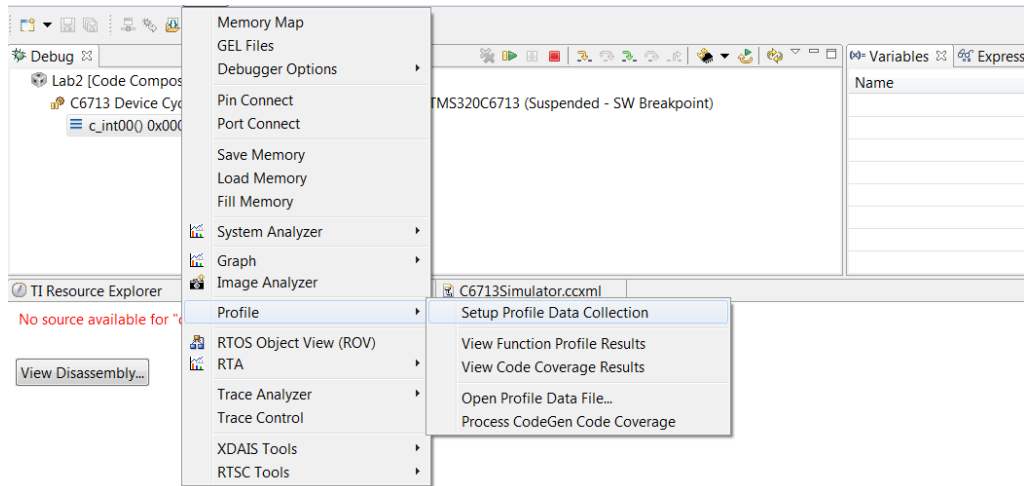 Memory Map
GEL Files
Debugger Options
Pin Connect
Port Connect
Save Memory
Load Memory
Fill Memory
System Analyzer
Graph
Image Analyzer
Profile
RTOS Object View (ROV)
RTA
Trace Analyzer
Trace Control
XDAIS Tools
RTSC Tools
Setup Profile Data Collection
View Function Profile Results
View Code Coverage Results
Open Profile Data File...
Process CodeGen Code Coverage
Debug
Lab2 [Code Compos
C6713 Device Cyc
TMS320C6713 (Suspended - SW Breakpoint)
c_int00() 0x000
(x)= Variables
Express
Name
TI Resource Explorer
C6713Simulator.ccxml
No source available for "c
View Disassembly...